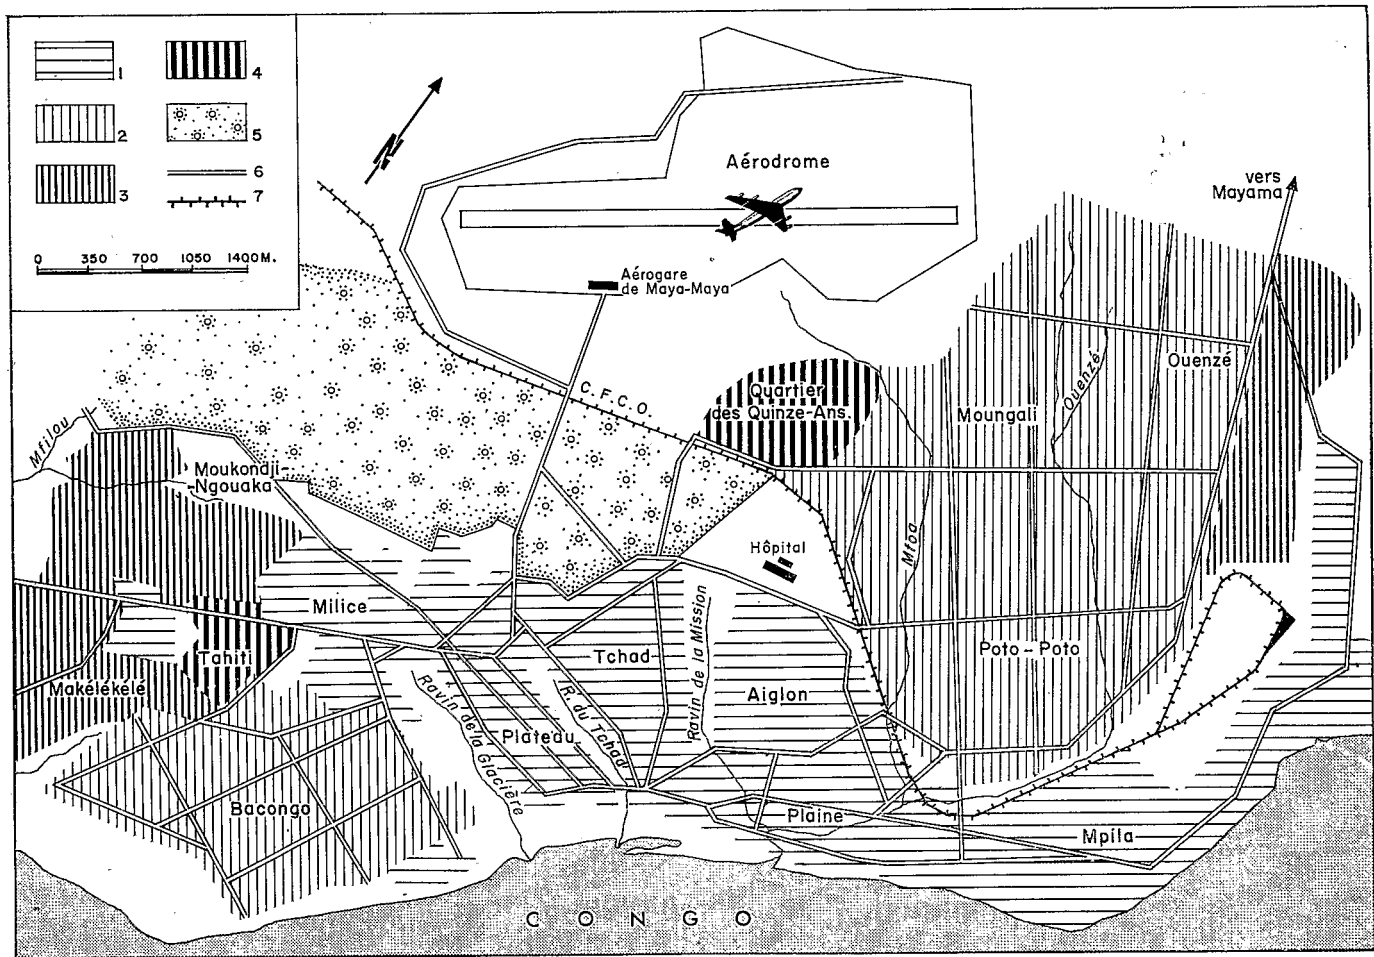 1
4
2
5
3
6
7
0 350 700 1050 1400 M.
N
Aérodrome
vers
Mayama
Aérogare
de Maya-Maya
C.F.C.O.
Quartier
des Quinze-Ans.
Moungali
Ouenzé
Ouenzé
Mfilou
Moukondji-
-Ngouaka
Mfoa
Hôpital
Milice
Tahiti
Makélékelé
Tchad
Ravin de la Mission
Aiglon
Poto-Poto
Ravin de la Glacière
R. du Tchad
Plateau
Bacongo
Plaine
Mpila
CONGO